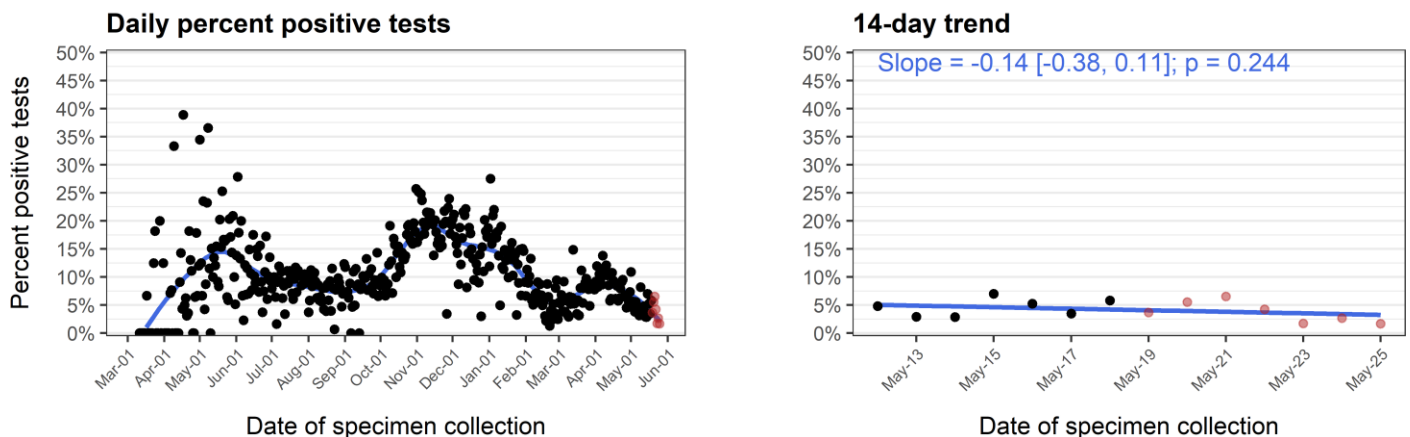 Daily percent positive tests
Percent positive tests
50%
45%
40%
35%
30%
25%
20%
15%
10%
5%
0%
Mar-01
Apr-01
May-01
Jun-01
Jul-01
Aug-01
Sep-01
Oct-01
Nov-01
Dec-01
Jan-01
Feb-01
Mar-01
Apr-01
May-01
Jun-01
Date of specimen collection
14-day trend
Slope = -0.14 [-0.38, 0.11]; p = 0.244
50%
45%
40%
35%
30%
25%
20%
15%
10%
5%
0%
May-13
May-15
May-17
May-19
May-21
May-23
May-25
Date of specimen collection